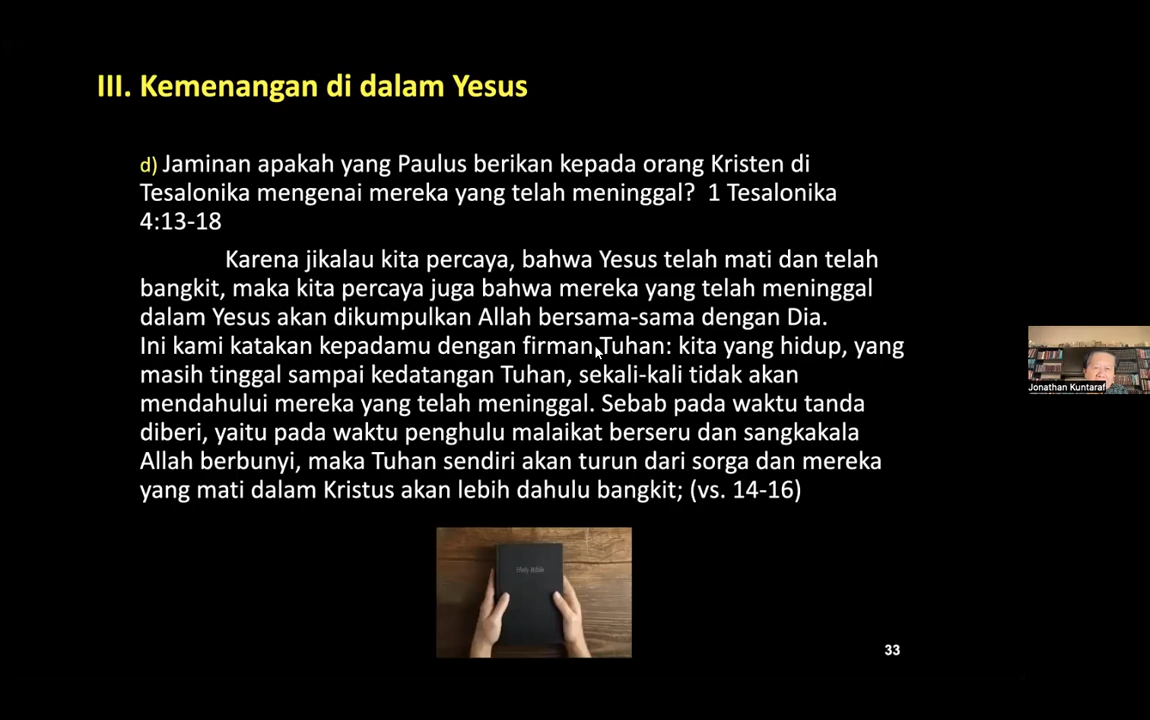 III. Kemenangan di dalam Yesus
d) Jaminan apakah yang Paulus berikan kepada orang Kristen di
Tesalonika mengenai mereka yang telah meninggal? 1 Tesalonika
4:13-18
Karena jikalau kita percaya, bahwa Yesus telah mati dan telah
bangkit, maka kita percaya juga bahwa mereka yang telah meninggal
dalam Yesus akan dikumpulkan Allah bersama-sama dengan Dia.
Ini kami katakan kepadamu dengan firman Tuhan: kita yang hidup, yang
masih tinggal sampai kedatangan Tuhan, sekali-kali tidak akan
mendahului mereka yang telah meninggal. Sebab pada waktu tanda
diberi, yaitu pada waktu penghulu malaikat berseru dan sangkakala
Allah berbunyi, maka Tuhan sendiri akan turun dari sorga dan mereka
yang mati dalam Kristus akan lebih dahulu bangkit; (vs. 14-16)
Holy Bible
Jonathan Kuntaraf
33